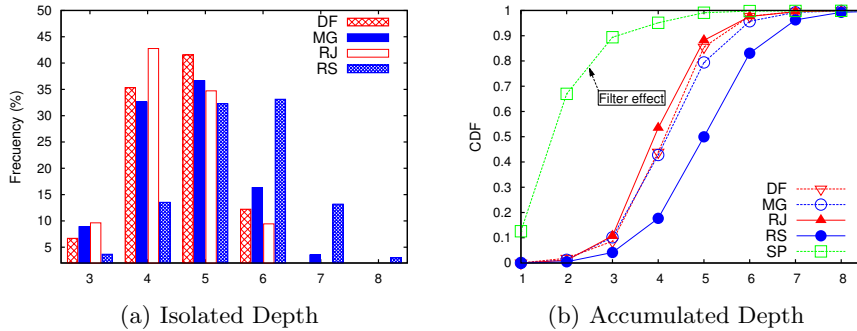 50
45
40
35
30
25
20
15
10
5
Frecuency (%)
3 4 5 6 7 8
DF
MG
RJ
RS
(a) Isolated Depth
1
0.9
0.8
0.7
0.6
0.5
0.4
0.3
0.2
0.1
0
CDF
1 2 3 4 5 6 7 8
Filter effect
DF
MG
RJ
RS
SP
(b) Accumulated Depth